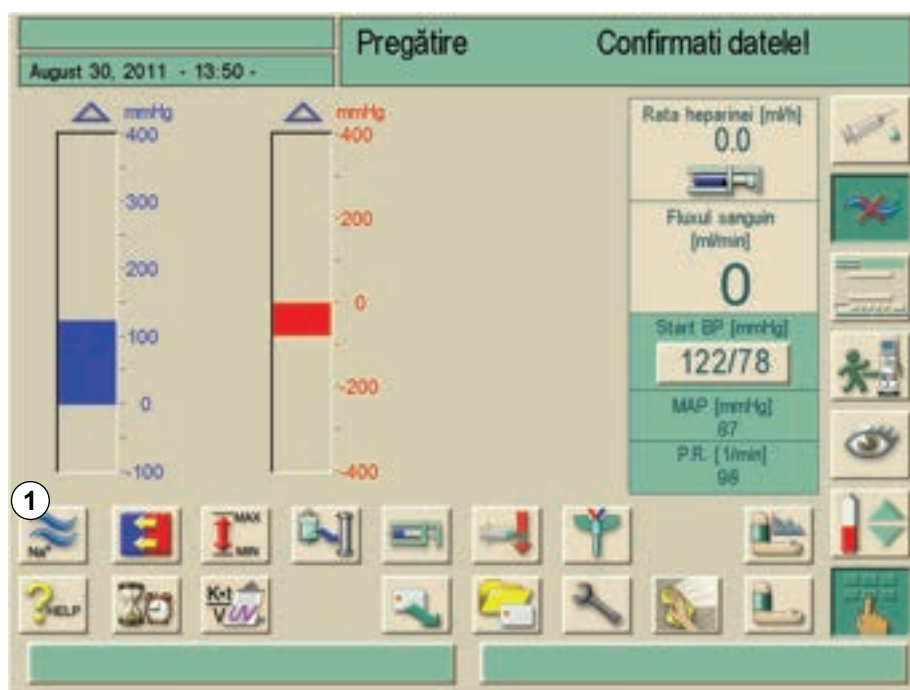 Pregătire Confirmati datele!
August 30, 2011 - 13:50 -
mmHg
400
300
200
100
0
-100
mmHg
400
200
0
-200
-400
Rata heparinei [ml/h]
0.0
Fluxul sanguin
[ml/min]
0
Start BP [mmHg]
122/78
MAP [mmHg]
87
P.R. [1/min]
98
1
Na+
MAX
MIN
?HELP
K•t
V
UV